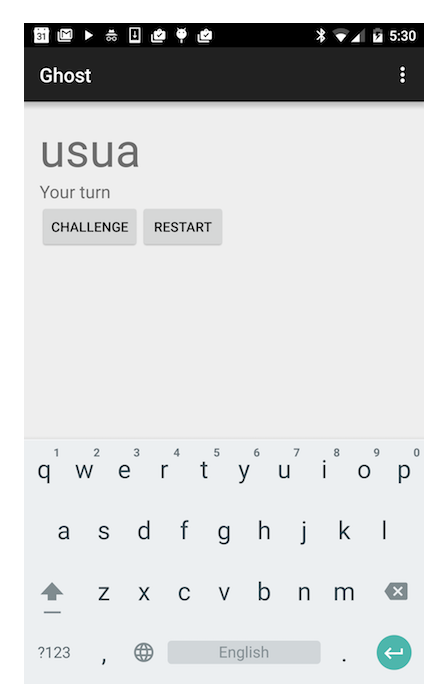 31 5:30
Ghost
usua
Your turn
CHALLENGE RESTART
1 2 3 4 5 6 7 8 9 0
q w e r t y u i o p
a s d f g h j k l
z x c v b n m
?123 , English .